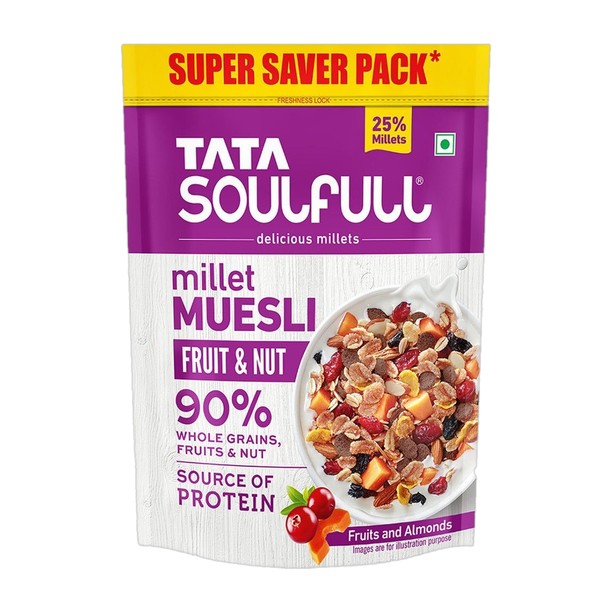 SUPER SAVER PACK*
FRESHNESS LOCK
25%
Millets
TATA
SOULFULL®
delicious millets
millet
MUESLI
FRUIT & NUT
90%
WHOLE GRAINS,
FRUITS & NUT
SOURCE OF
PROTEIN
Fruits and Almonds
Images are for illustration purpose